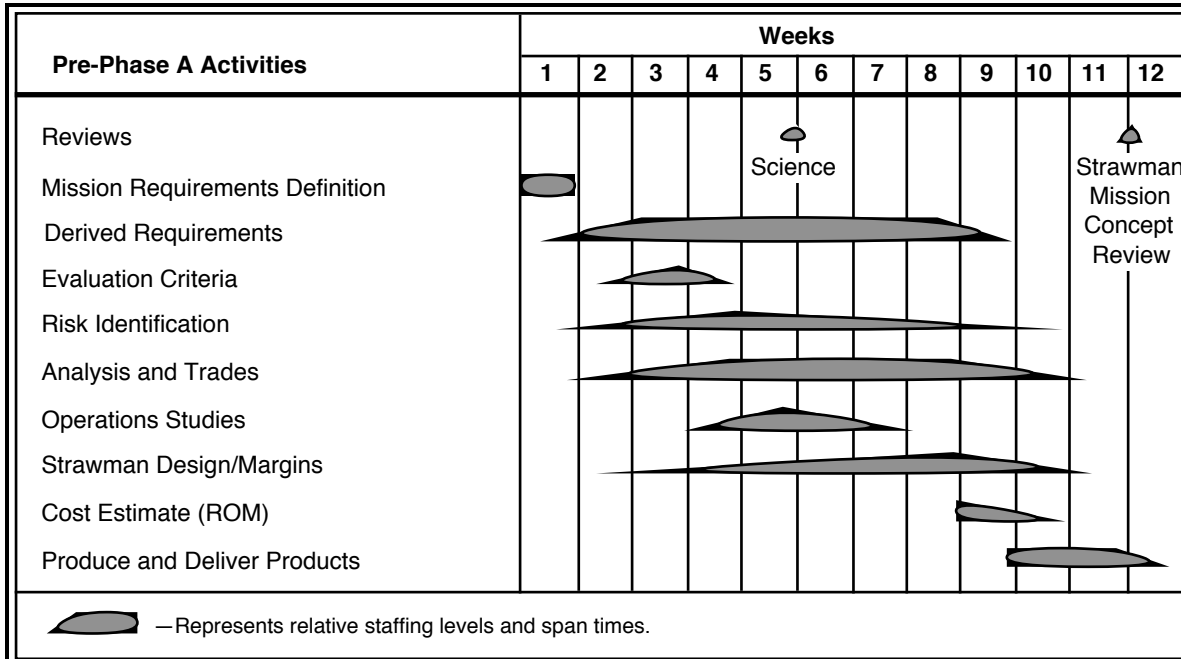 Weeks
Pre-Phase A Activities
1 2 3 4 5 6 7 8 9 10 11 12
Reviews
Science
Strawman
Mission
Concept
Review
Mission Requirements Definition
Derived Requirements
Evaluation Criteria
Risk Identification
Analysis and Trades
Operations Studies
Strawman Design/Margins
Cost Estimate (ROM)
Produce and Deliver Products
—Represents relative staffing levels and span times.